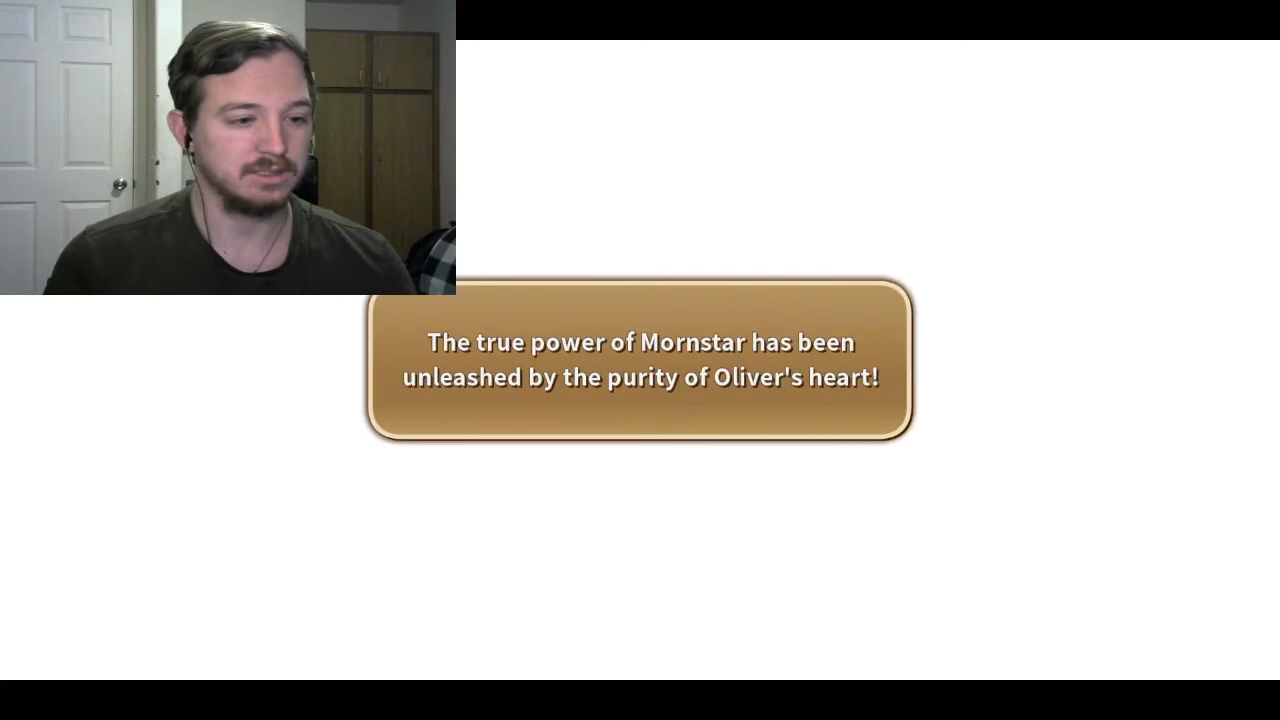 The true power of Mornstar has been
unleashed by the purity of Oliver's heart!